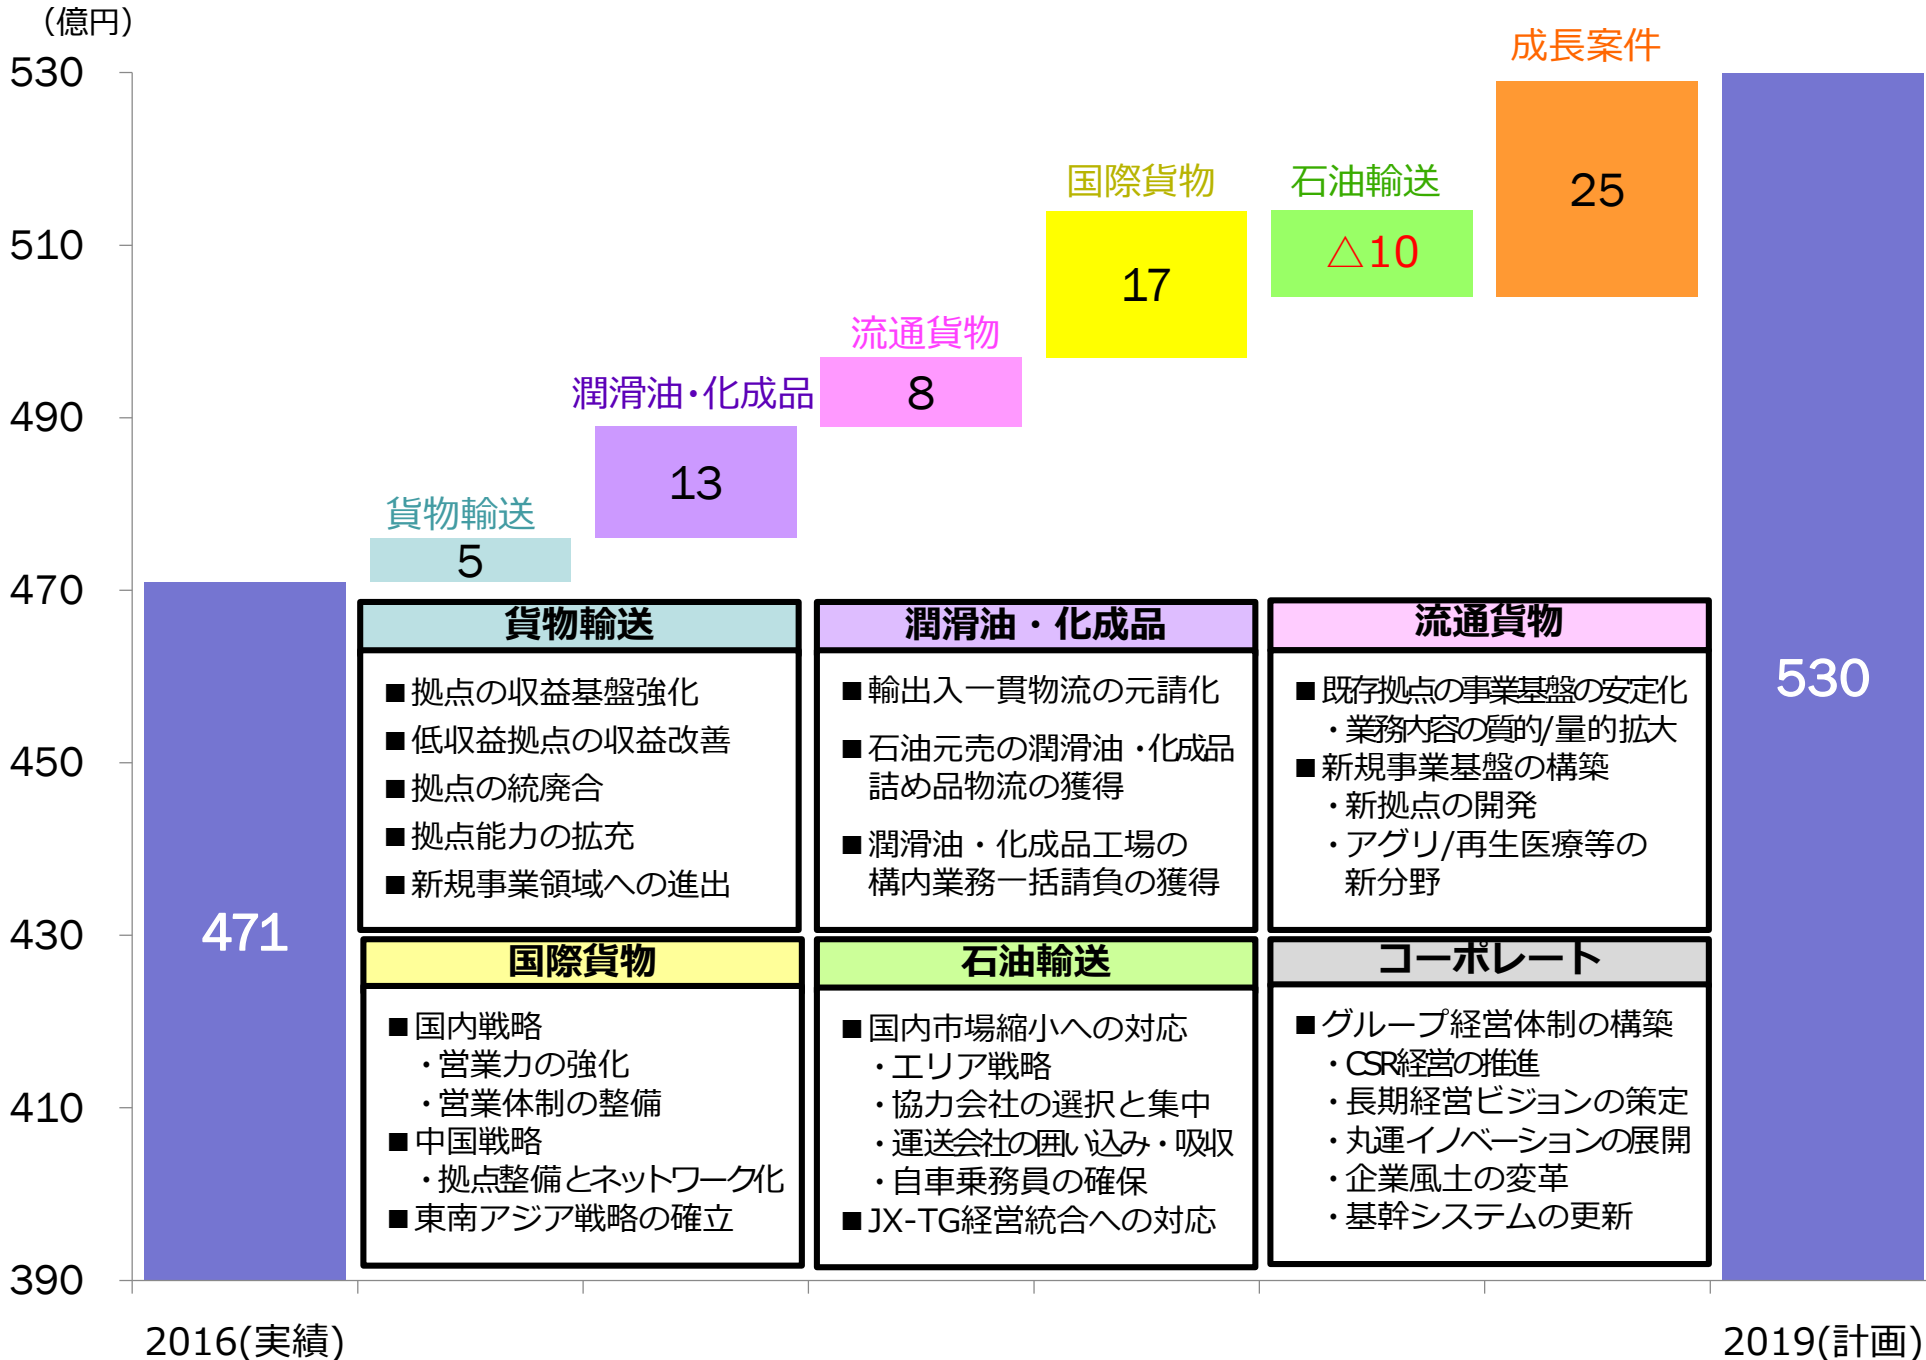 （億円）
530
510
490
470
450
430
410
390
成長案件
25
国際貨物
17
石油輸送
△10
流通貨物
8
潤滑油・化成品
13
貨物輸送
5
471
530
貨物輸送
■拠点の収益基盤強化
■低収益拠点の収益改善
■拠点の統廃合
■拠点能力の拡充
■新規事業領域への進出
潤滑油・化成品
■輸出入一貫物流の元請化
■石油元売の潤滑油・化成品
詰め品物流の獲得
■潤滑油・化成品工場の
構内業務一括請負の獲得
流通貨物
■既存拠点の事業基盤の安定化
・業務内容の質的/量的拡大
■新規事業基盤の構築
・新拠点の開発
・アグリ/再生医療等の
新分野
国際貨物
■国内戦略
・営業力の強化
・営業体制の整備
■中国戦略
・拠点整備とネットワーク化
■東南アジア戦略の確立
石油輸送
■国内市場縮小への対応
・エリア戦略
・協力会社の選択と集中
・運送会社の囲い込み・吸収
・自車乗務員の確保
■JX-TG経営統合への対応
コーポレート
■グループ経営体制の構築
・CSR経営の推進
・長期経営ビジョンの策定
・丸運イノベーションの展開
・企業風土の変革
・基幹システムの更新
2016(実績)
2019(計画)